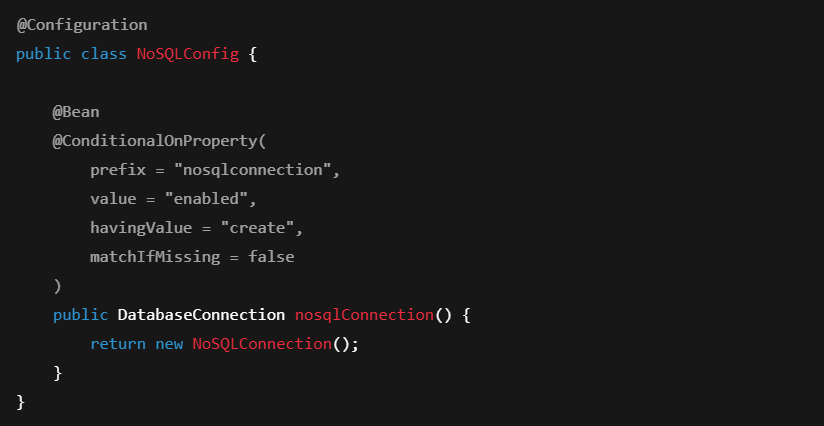 @Configuration
public class NoSQLConfig {
@Bean
@ConditionalOnProperty(
prefix = "nosqlconnection",
value = "enabled",
havingValue = "create",
matchIfMissing = false
)
public DatabaseConnection nosqlConnection() {
return new NoSQLConnection();
}
}